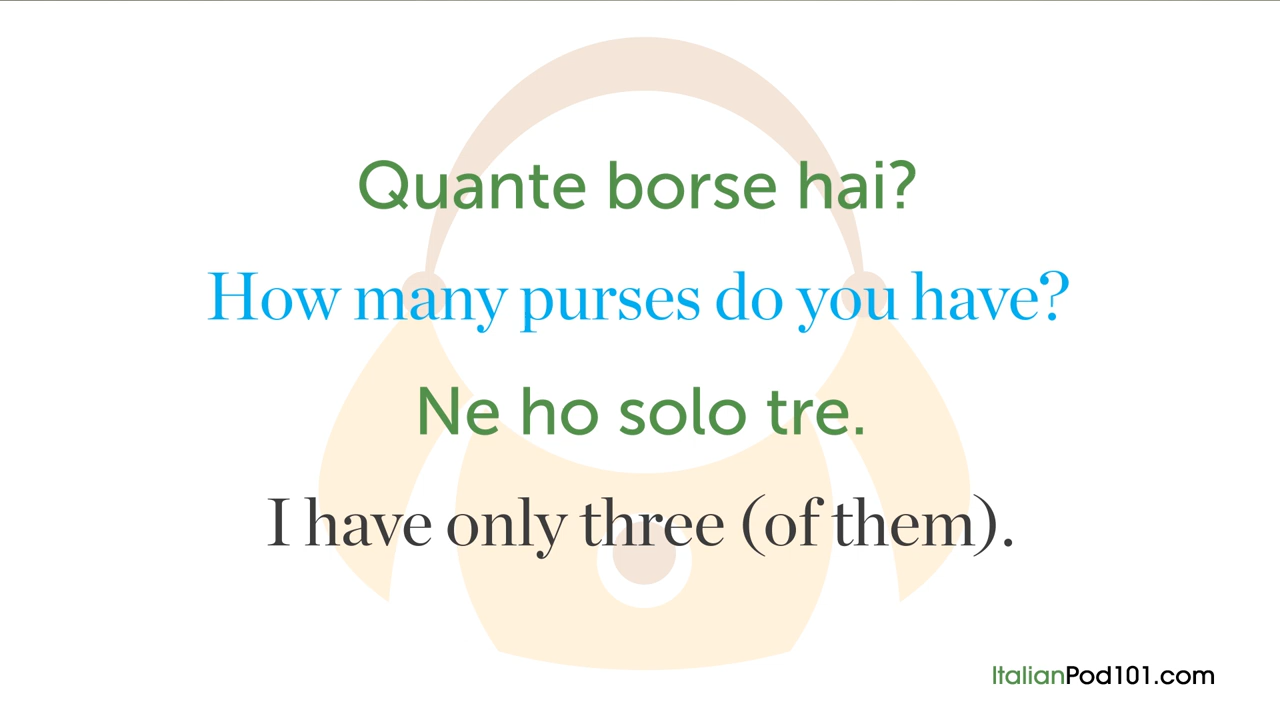 Quante borse hai?
How many purses do you have?
Ne ho solo tre.
I have only three (of them).
ItalianPod101.com